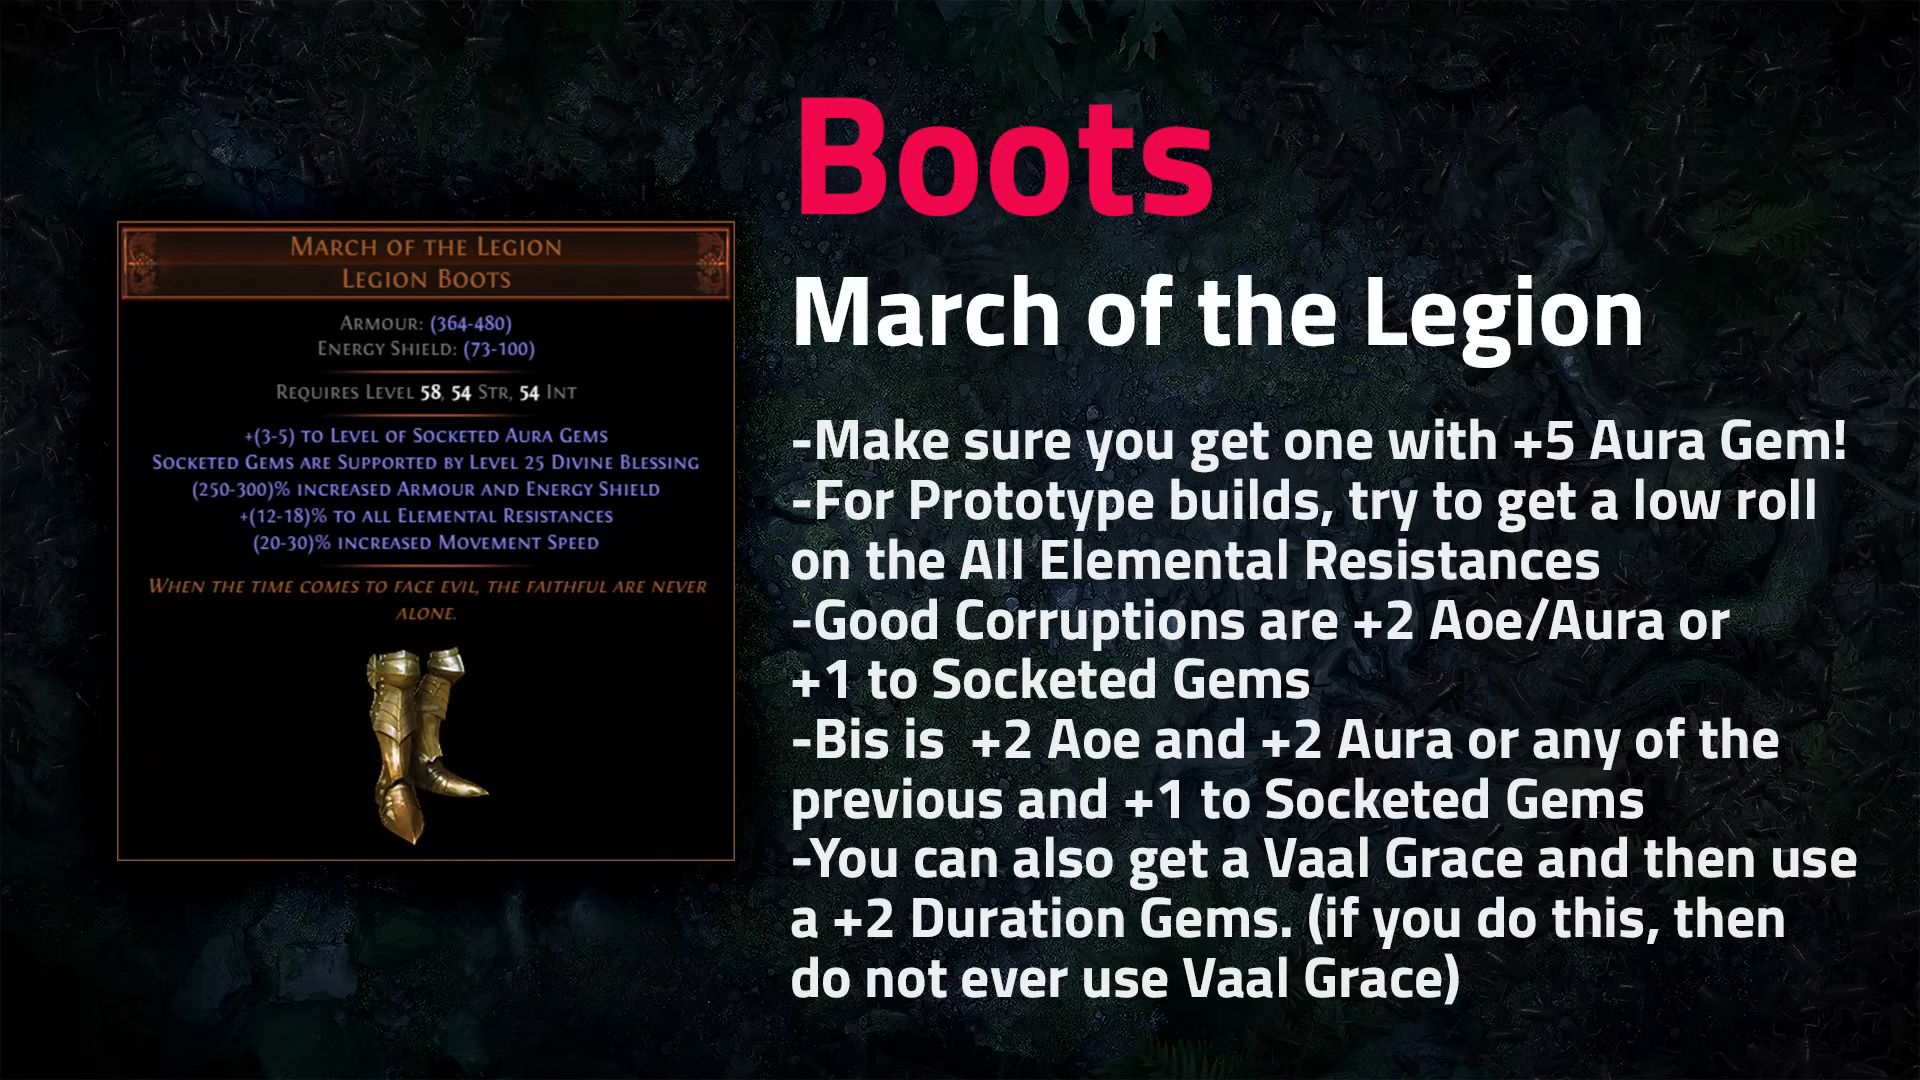 Boots
March of the Legion
Legion Boots
Armour: (364-480)
Energy Shield: (73-100)
Requires Level 58, 54 Str, 54 Int
+(3-5) to Level of Socketed Aura Gems
Socketed Gems are Supported by Level 25 Divine Blessing
(250-300)% increased Armour and Energy Shield
+(12-18)% to all Elemental Resistances
(20-30)% increased Movement Speed
When the time comes to face evil, the faithful are never
alone.
March of the Legion
-Make sure you get one with +5 Aura Gem!
-For Prototype builds, try to get a low roll
on the All Elemental Resistances
-Good Corruptions are +2 Aoe/Aura or
+1 to Socketed Gems
-Bis is  +2 Aoe and +2 Aura or any of the
previous and +1 to Socketed Gems
-You can also get a Vaal Grace and then use
a +2 Duration Gems. (if you do this, then
do not ever use Vaal Grace)